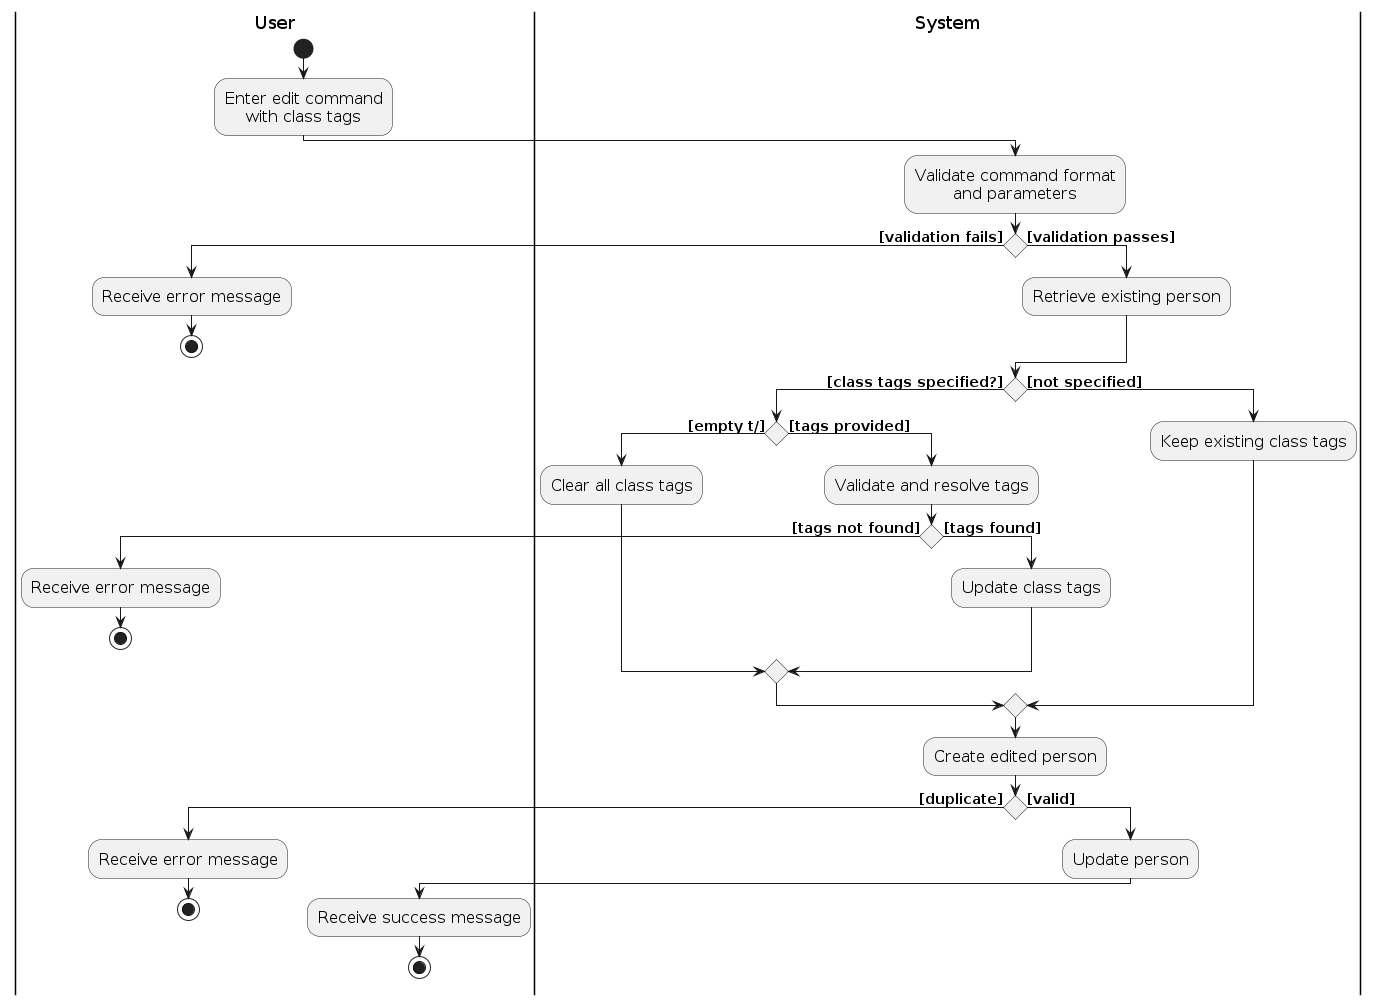 User
System
Enter edit command
with class tags
Validate command format
and parameters
[validation fails]
[validation passes]
Receive error message
Retrieve existing person
[class tags specified?]
[not specified]
[empty t/]
[tags provided]
Keep existing class tags
Clear all class tags
Validate and resolve tags
[tags not found]
[tags found]
Receive error message
Update class tags
Create edited person
[duplicate]
[valid]
Receive error message
Update person
Receive success message